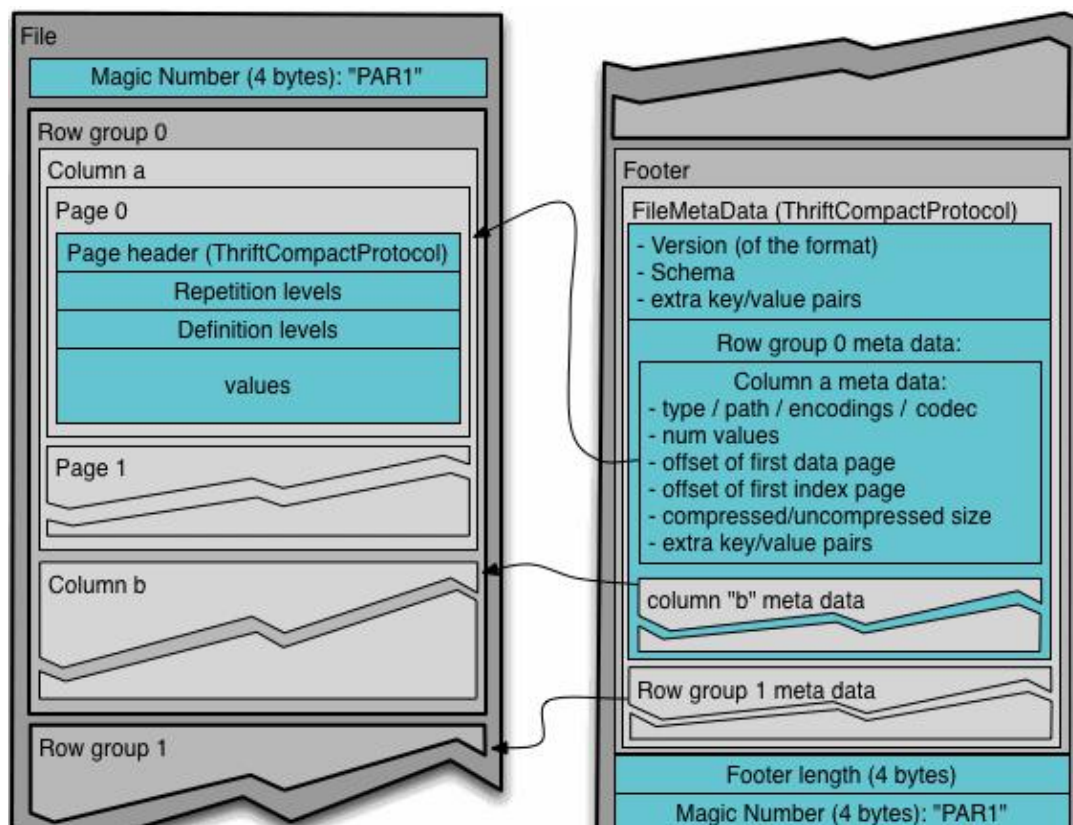 File
Magic Number (4 bytes): "PAR1"
Row group 0
Column a
Page 0
Page header (ThriftCompactProtocol)
Repetition levels
Definition levels
values
Page 1
Column b
Row group 1
Footer
FileMetaData (ThriftCompactProtocol)
- Version (of the format)
- Schema
- extra key/value pairs
Row group 0 meta data:
Column a meta data:
- type / path / encodings / codec
- num values
- offset of first data page
- offset of first index page
- compressed/uncompressed size
- extra key/value pairs
column "b" meta data
Row group 1 meta data
Footer length (4 bytes)
Magic Number (4 bytes): "PAR1"